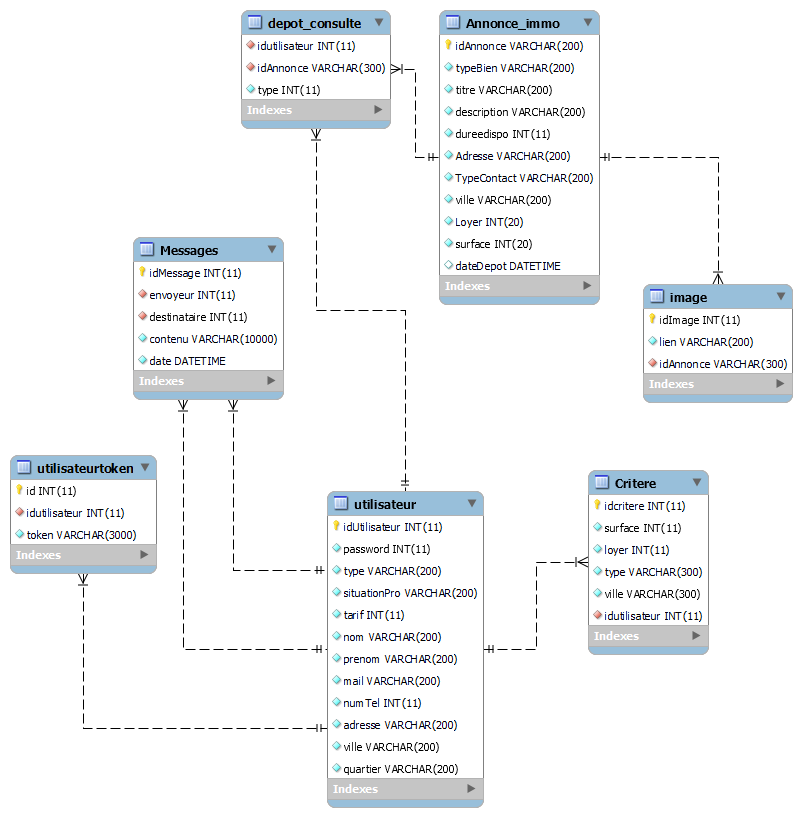 depot_consulte
idutilisateur INT(11)
idAnnonce VARCHAR(300)
type INT(11)
Indexes
Annonce_immo
idAnnonce VARCHAR(200)
typeBien VARCHAR(200)
titre VARCHAR(200)
description VARCHAR(200)
dureedispo INT(11)
Adresse VARCHAR(200)
TypeContact VARCHAR(200)
ville VARCHAR(200)
Loyer INT(20)
surface INT(20)
dateDepot DATETIME
Indexes
Messages
idMessage INT(11)
envoyeur INT(11)
destinataire INT(11)
contenu VARCHAR(10000)
date DATETIME
Indexes
image
idImage INT(11)
lien VARCHAR(200)
idAnnonce VARCHAR(300)
Indexes
utilisateurtoken
id INT(11)
idutilisateur INT(11)
token VARCHAR(3000)
Indexes
utilisateur
idUtilisateur INT(11)
password INT(11)
type VARCHAR(200)
situationPro VARCHAR(200)
tarif INT(11)
nom VARCHAR(200)
prenom VARCHAR(200)
mail VARCHAR(200)
numTel INT(11)
adresse VARCHAR(200)
ville VARCHAR(200)
quartier VARCHAR(200)
Indexes
Critere
idcritere INT(11)
surface INT(11)
loyer INT(11)
type VARCHAR(300)
ville VARCHAR(300)
idutilisateur INT(11)
Indexes